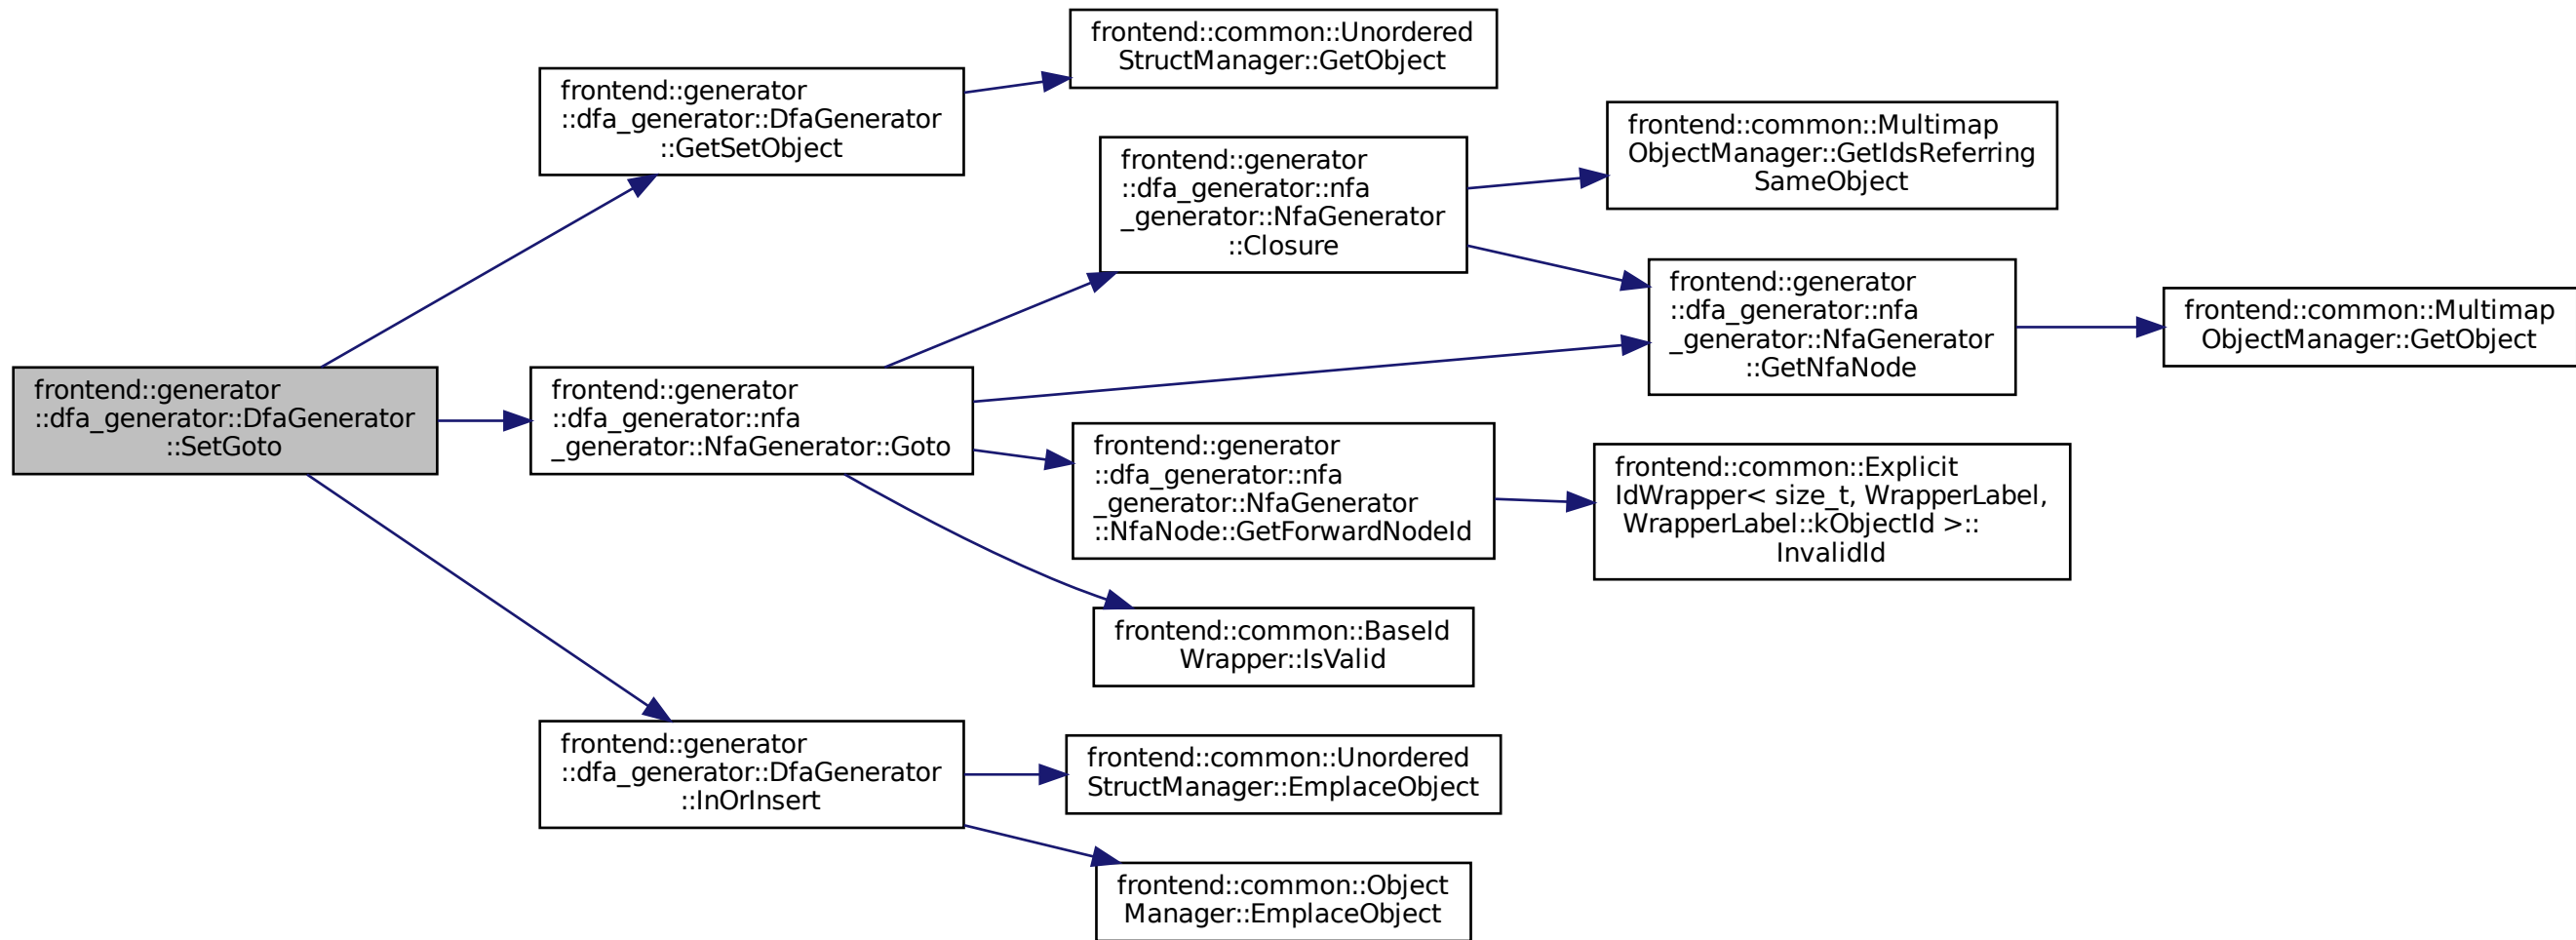 frontend::generator
::dfa_generator::DfaGenerator
::SetGoto
frontend::generator
::dfa_generator::DfaGenerator
::GetSetObject
frontend::common::Unordered
StructManager::GetObject
frontend::generator
::dfa_generator::nfa
_generator::NfaGenerator::Goto
frontend::generator
::dfa_generator::nfa
_generator::NfaGenerator
::Closure
frontend::common::Multimap
ObjectManager::GetIdsReferring
SameObject
frontend::generator
::dfa_generator::nfa
_generator::NfaGenerator
::GetNfaNode
frontend::common::Multimap
ObjectManager::GetObject
frontend::generator
::dfa_generator::nfa
_generator::NfaGenerator
::NfaNode::GetForwardNodeId
frontend::common::Explicit
IdWrapper< size_t, WrapperLabel,
WrapperLabel::kObjectId >::
InvalidId
frontend::common::BaseId
Wrapper::IsValid
frontend::generator
::dfa_generator::DfaGenerator
::InOrInsert
frontend::common::Unordered
StructManager::EmplaceObject
frontend::common::Object
Manager::EmplaceObject